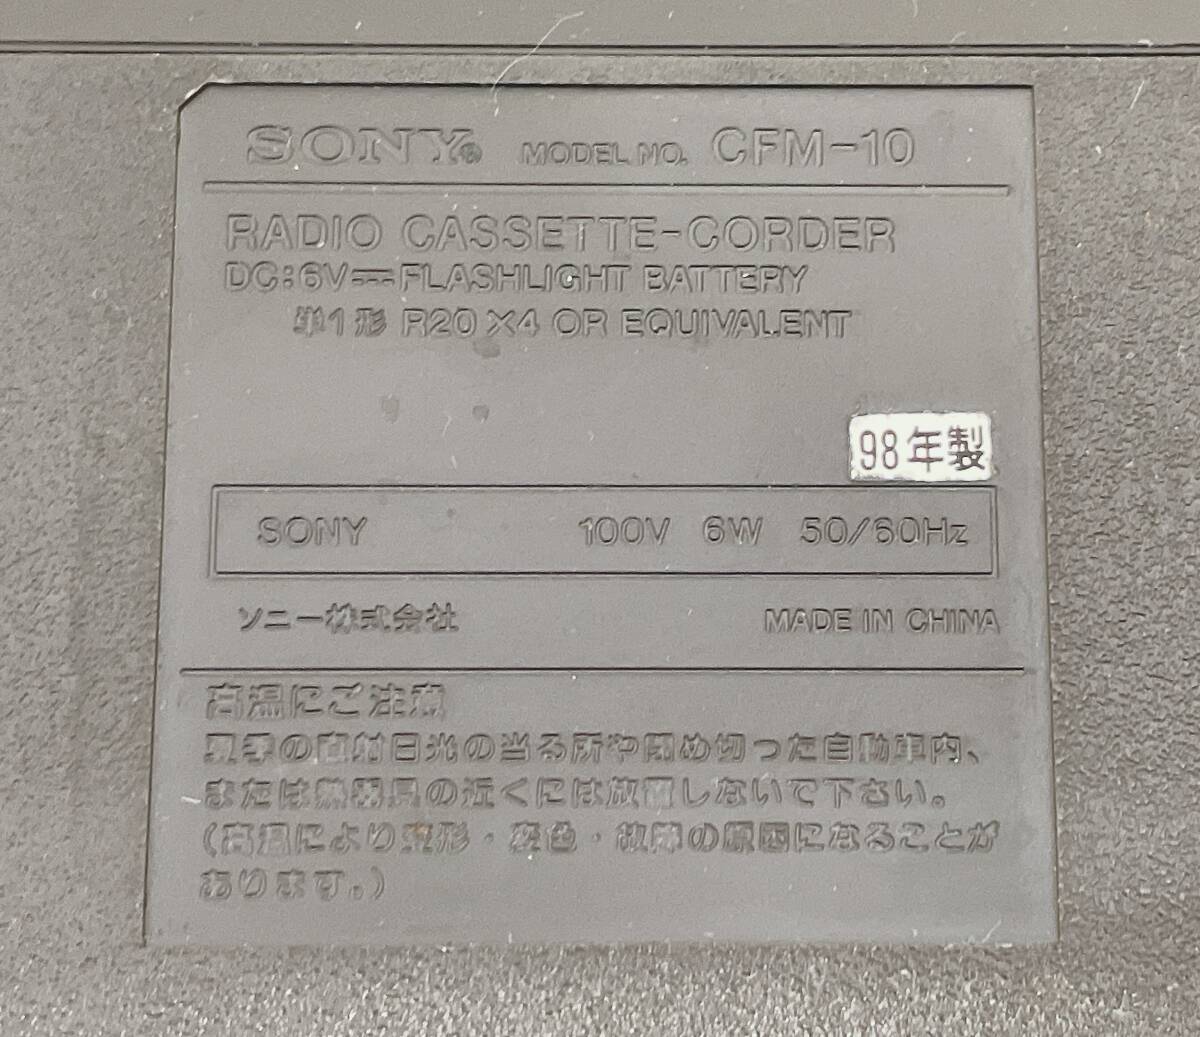 SONY® MODEL NO. CFM-10
RADIO CASSETTE-CORDER
DC:6V⎓FLASHLIGHT BATTERY
単1形 R20×4 OR EQUIVALENT
98年製
SONY 100V 6W 50/60Hz
ソニー株式会社 MADE IN CHINA
高温にご注意
夏季の直射日光の当る所や閉め切った自動車内、
または熱器具の近くには放置しないで下さい。
(高温により変形・変色・故障の原因になることが
あります。)